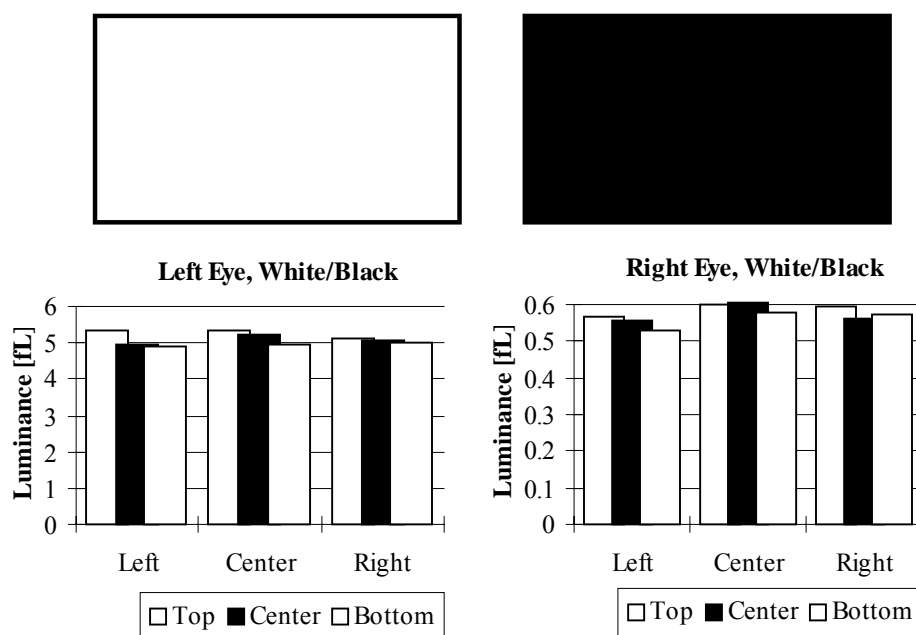 Left Eye, White/Black
Luminance [fL]
6
5
4
3
2
1
0
Left Center Right
Top Center Bottom
Right Eye, White/Black
Luminance [fL]
0.6
0.5
0.4
0.3
0.2
0.1
0
Left Center Right
Top Center Bottom